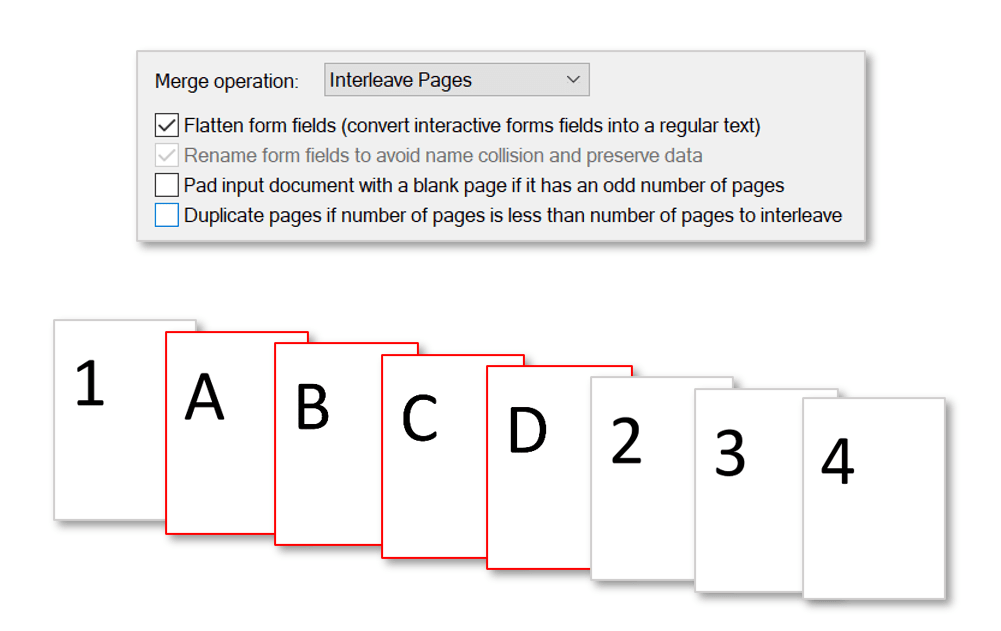 Merge operation: Interleave Pages
Flatten form fields (convert interactive forms fields into a regular text)
Rename form fields to avoid name collision and preserve data
Pad input document with a blank page if it has an odd number of pages
Duplicate pages if number of pages is less than number of pages to interleave
1 A B C D 2 3 4